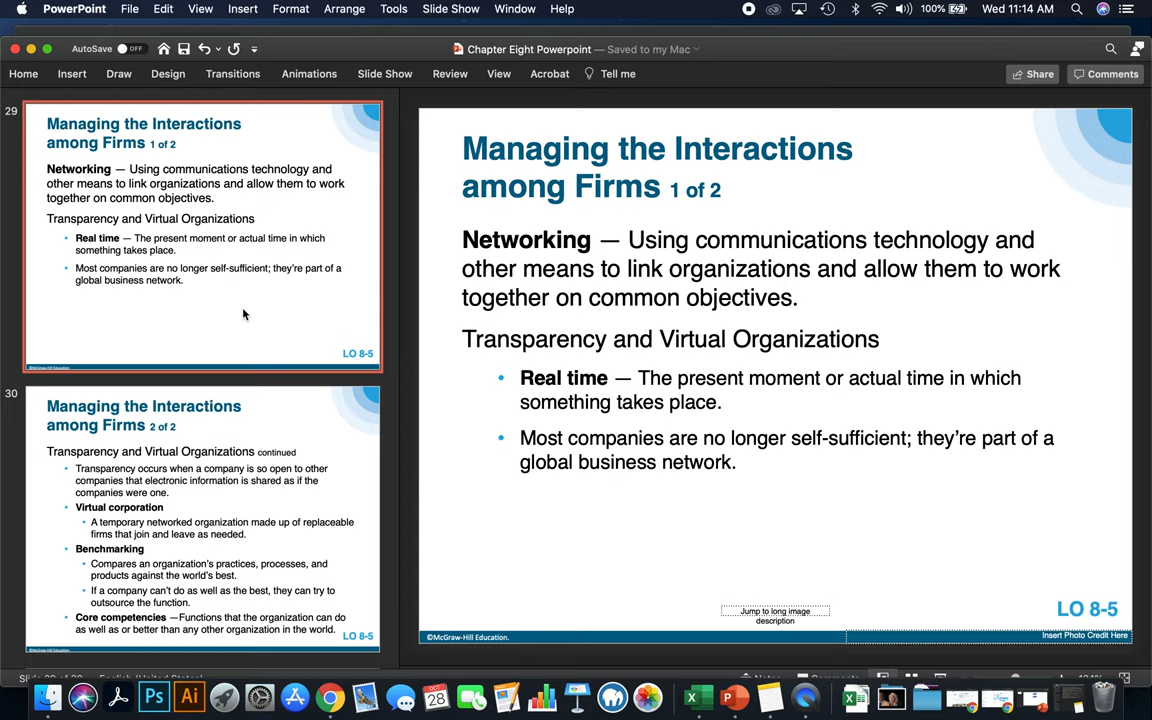 PowerPoint File Edit View Insert Format Arrange Tools Slide Show Window Help 100% Wed 11:14 AM
AutoSave OFF Chapter Eight Powerpoint — Saved to my Mac
Home Insert Draw Design Transitions Animations Slide Show Review View Acrobat Tell me Share Comments
29
Managing the Interactions
among Firms 1 of 2
Networking — Using communications technology and
other means to link organizations and allow them to work
together on common objectives.
Transparency and Virtual Organizations
• Real time — The present moment or actual time in which
something takes place.
• Most companies are no longer self-sufficient; they're part of a
global business network.
LO 8-5
©McGraw-Hill Education.
30
Managing the Interactions
among Firms 2 of 2
Transparency and Virtual Organizations continued
• Transparency occurs when a company is so open to other
companies that electronic information is shared as if the
companies were one.
• Virtual corporation
• A temporary networked organization made up of replaceable
firms that join and leave as needed.
• Benchmarking
• Compares an organization's practices, processes, and
products against the world's best.
• If a company can't do as well as the best, they can try to
outsource the function.
• Core competencies —Functions that the organization can do
as well as or better than any other organization in the world.
LO 8-5
©McGraw-Hill Education.
Managing the Interactions
among Firms 1 of 2
Networking — Using communications technology and
other means to link organizations and allow them to work
together on common objectives.
Transparency and Virtual Organizations
• Real time — The present moment or actual time in which
something takes place.
• Most companies are no longer self-sufficient; they're part of a
global business network.
Jump to long image
description
LO 8-5
©McGraw-Hill Education.
Insert Photo Credit Here
Ps Ai OCT 28